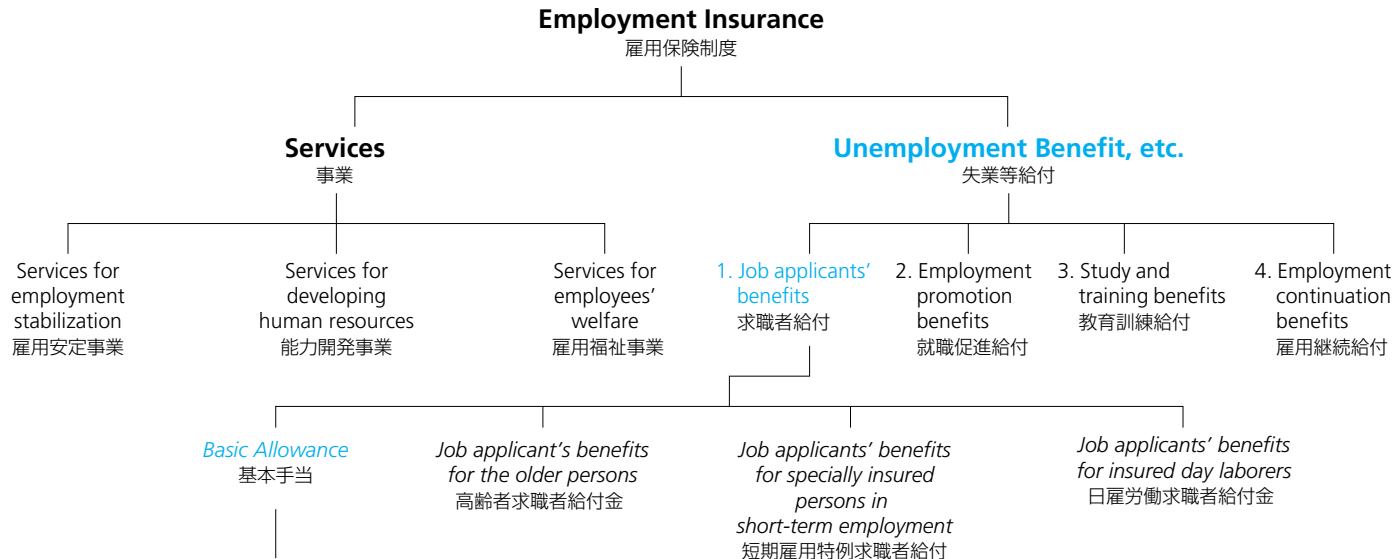 Employment Insurance
雇用保険制度
Services
事業
Unemployment Benefit, etc.
失業等給付
Services for
employment
stabilization
雇用安定事業
Services for
developing
human resources
能力開発事業
Services for
employees’
welfare
雇用福祉事業
1. Job applicants’
benefits
求職者給付
2. Employment
promotion
benefits
就職促進給付
3. Study and
training benefits
教育訓練給付
4. Employment
continuation
benefits
雇用継続給付
Basic Allowance
基本手当
Job applicant’s benefits
for the older persons
高齢者求職者給付金
Job applicants’ benefits
for specially insured
persons in
short-term employment
短期雇用特例求職者給付
Job applicants’ benefits
for insured day laborers
日雇労働求職者給付金